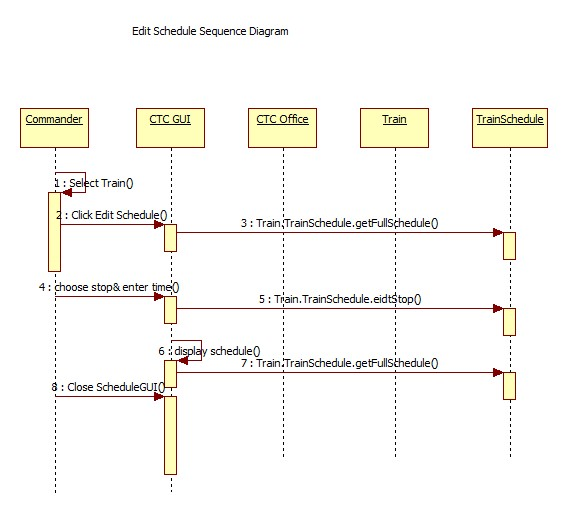 Edit Schedule Sequence Diagram
Commander
CTC GUI
CTC Office
Train
TrainSchedule
1 : Select Train()
2 : Click Edit Schedule()
3 : Train.TrainSchedule.getFullSchedule()
4 : choose stop& enter time()
5 : Train.TrainSchedule.eidtStop()
6 : display schedule()
7 : Train.TrainSchedule.getFullSchedule()
8 : Close ScheduleGUI()